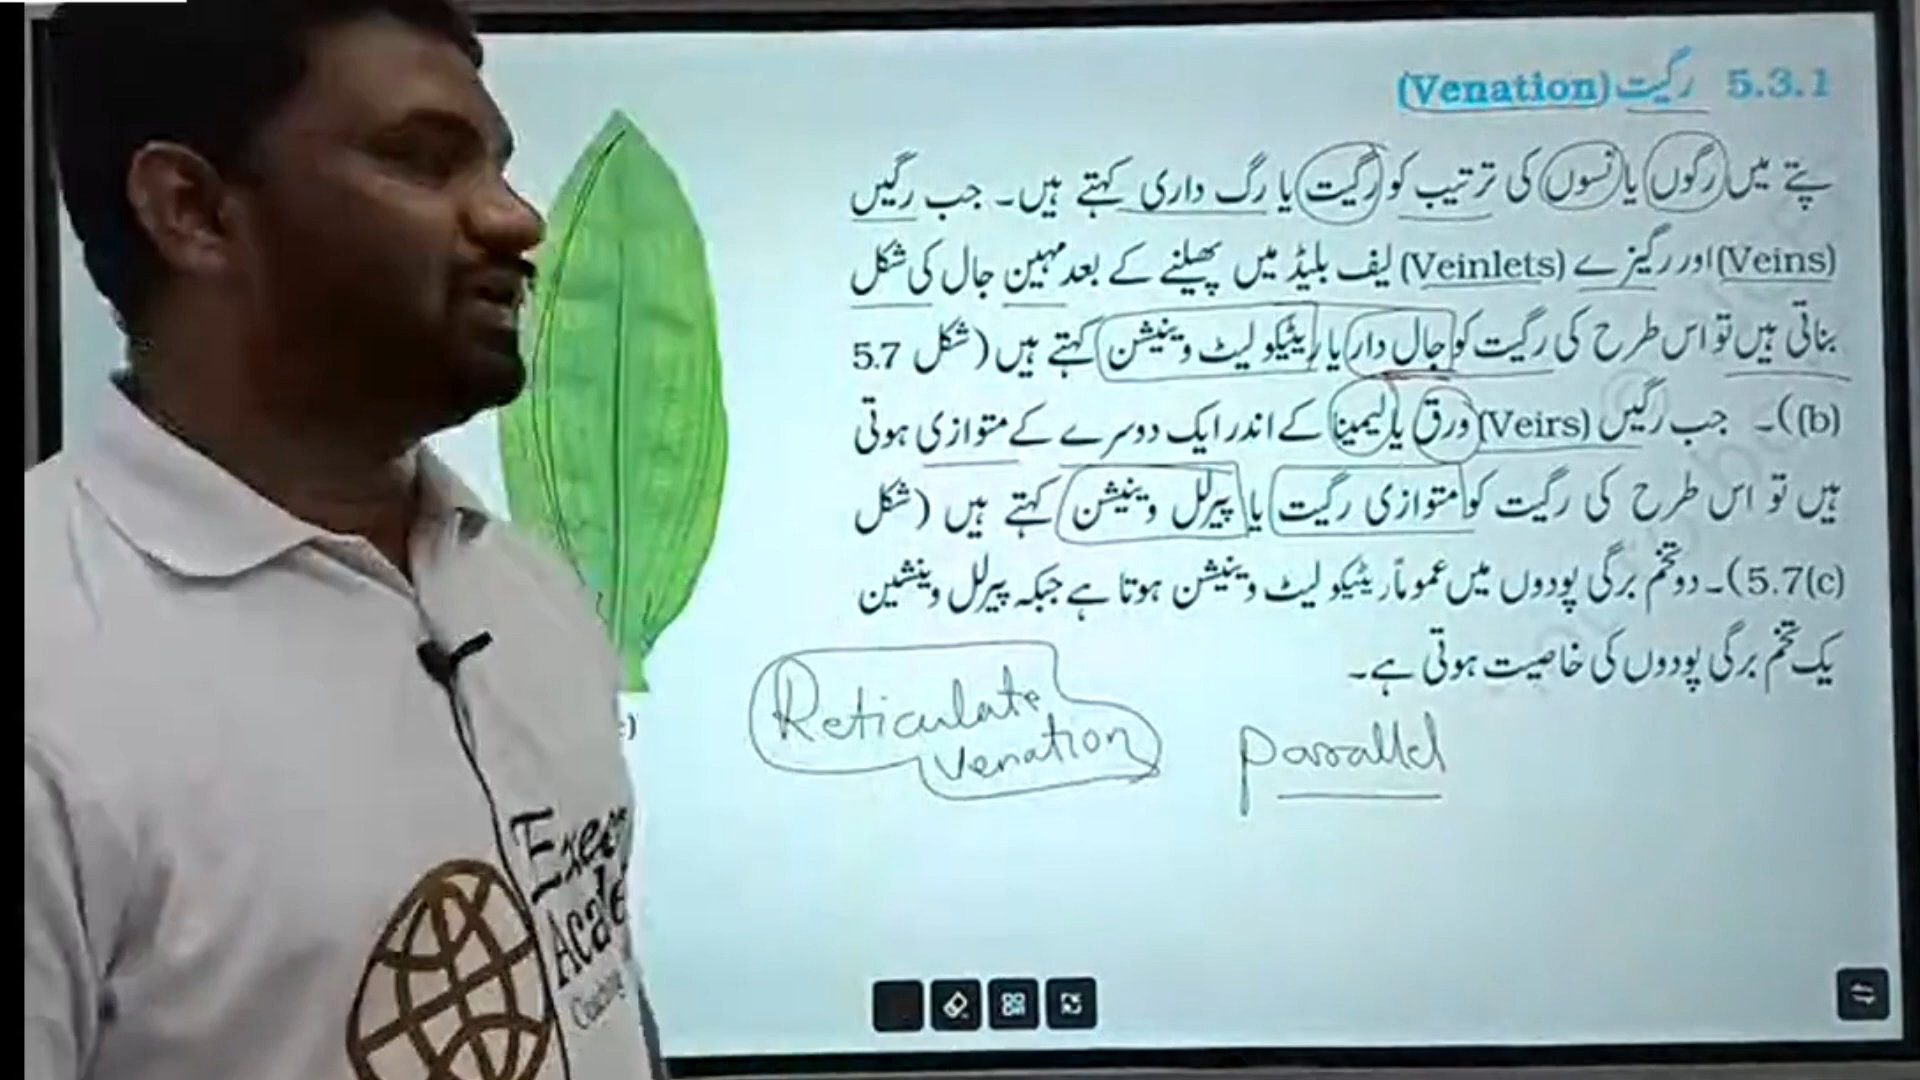 5.3.1 رگیت (Venation)
پتے میں رگوں یا نسوں کی ترتیب کو رگیت یا رگ داری کہتے ہیں۔ جب رگیں
(Veins) اور رگیزے (Veinlets) لیف بلیڈ میں پھیلنے کے بعد مہین جال کی شکل
بناتی ہیں تو اس طرح کی رگیت کو جال دار یا ریٹیکولیٹ وینیشن کہتے ہیں (شکل 5.7
(b))۔ جب رگیں (Veirs) ورق یا لیمینا کے اندر ایک دوسرے کے متوازی ہوتی
ہیں تو اس طرح کی رگیت کو متوازی رگیت یا پیرلل وینیشن کہتے ہیں (شکل
5.7(c))۔ دو تخم برگی پودوں میں عموماً ریٹیکولیٹ وینیشن ہوتا ہے جبکہ پیرلل وینشین
یک تخم برگی پودوں کی خاصیت ہوتی ہے۔
Reticulate
venation
parallel